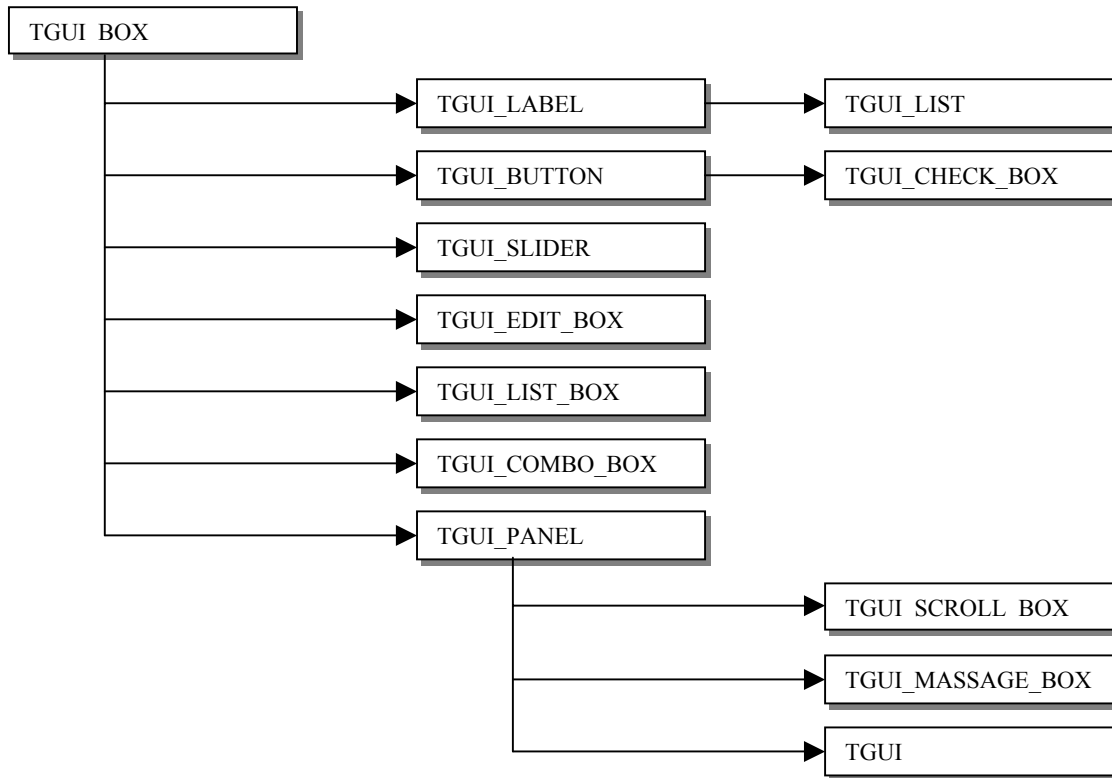 TGUI_BOX
TGUI_LABEL
TGUI_LIST
TGUI_BUTTON
TGUI_CHECK_BOX
TGUI_SLIDER
TGUI_EDIT_BOX
TGUI_LIST_BOX
TGUI_COMBO_BOX
TGUI_PANEL
TGUI_SCROLL_BOX
TGUI_MASSAGE_BOX
TGUI